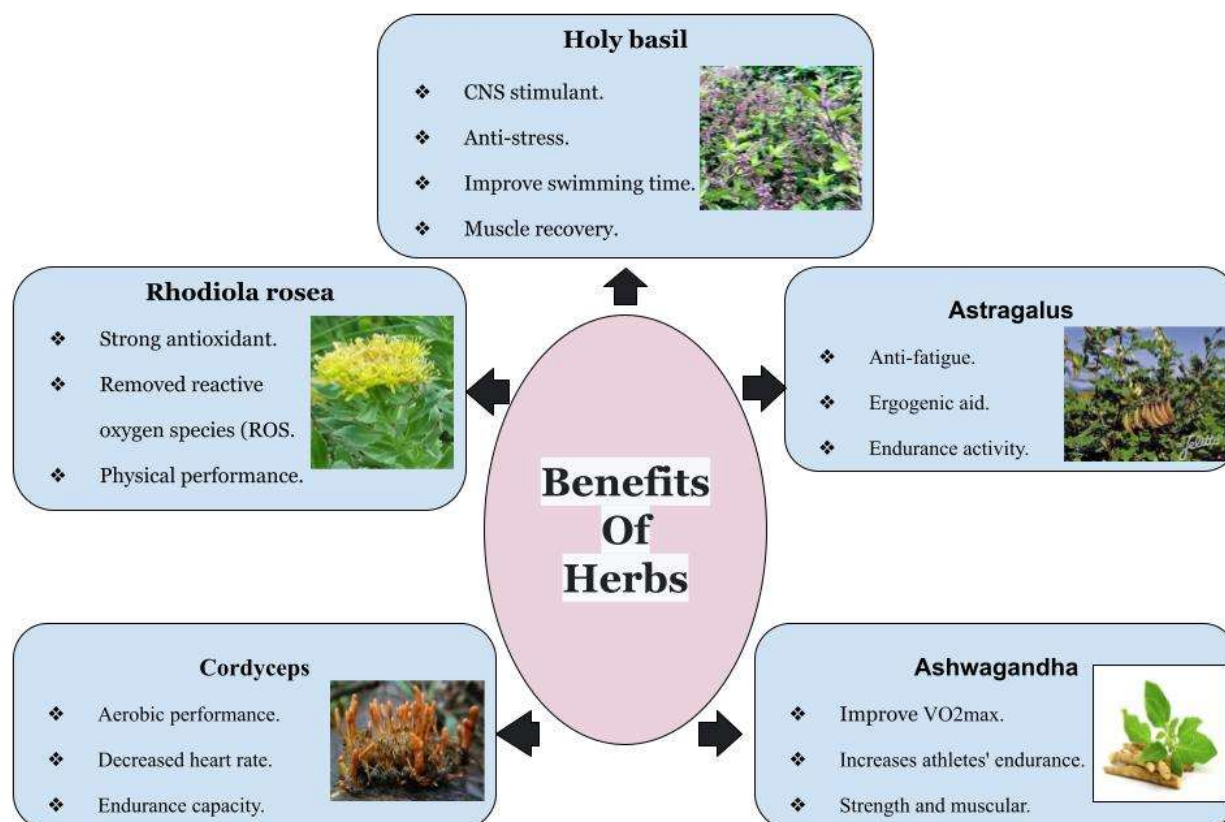 Holy basil
❖ CNS stimulant.
❖ Anti-stress.
❖ Improve swimming time.
❖ Muscle recovery.
Rhodiola rosea
❖ Strong antioxidant.
❖ Removed reactive
oxygen species (ROS.
❖ Physical performance.
Astragalus
❖ Anti-fatigue.
❖ Ergogenic aid.
❖ Endurance activity.
Jelitto
Benefits
Of
Herbs
Cordyceps
❖ Aerobic performance.
❖ Decreased heart rate.
❖ Endurance capacity.
Ashwagandha
❖ Improve VO2max.
❖ Increases athletes' endurance.
❖ Strength and muscular.